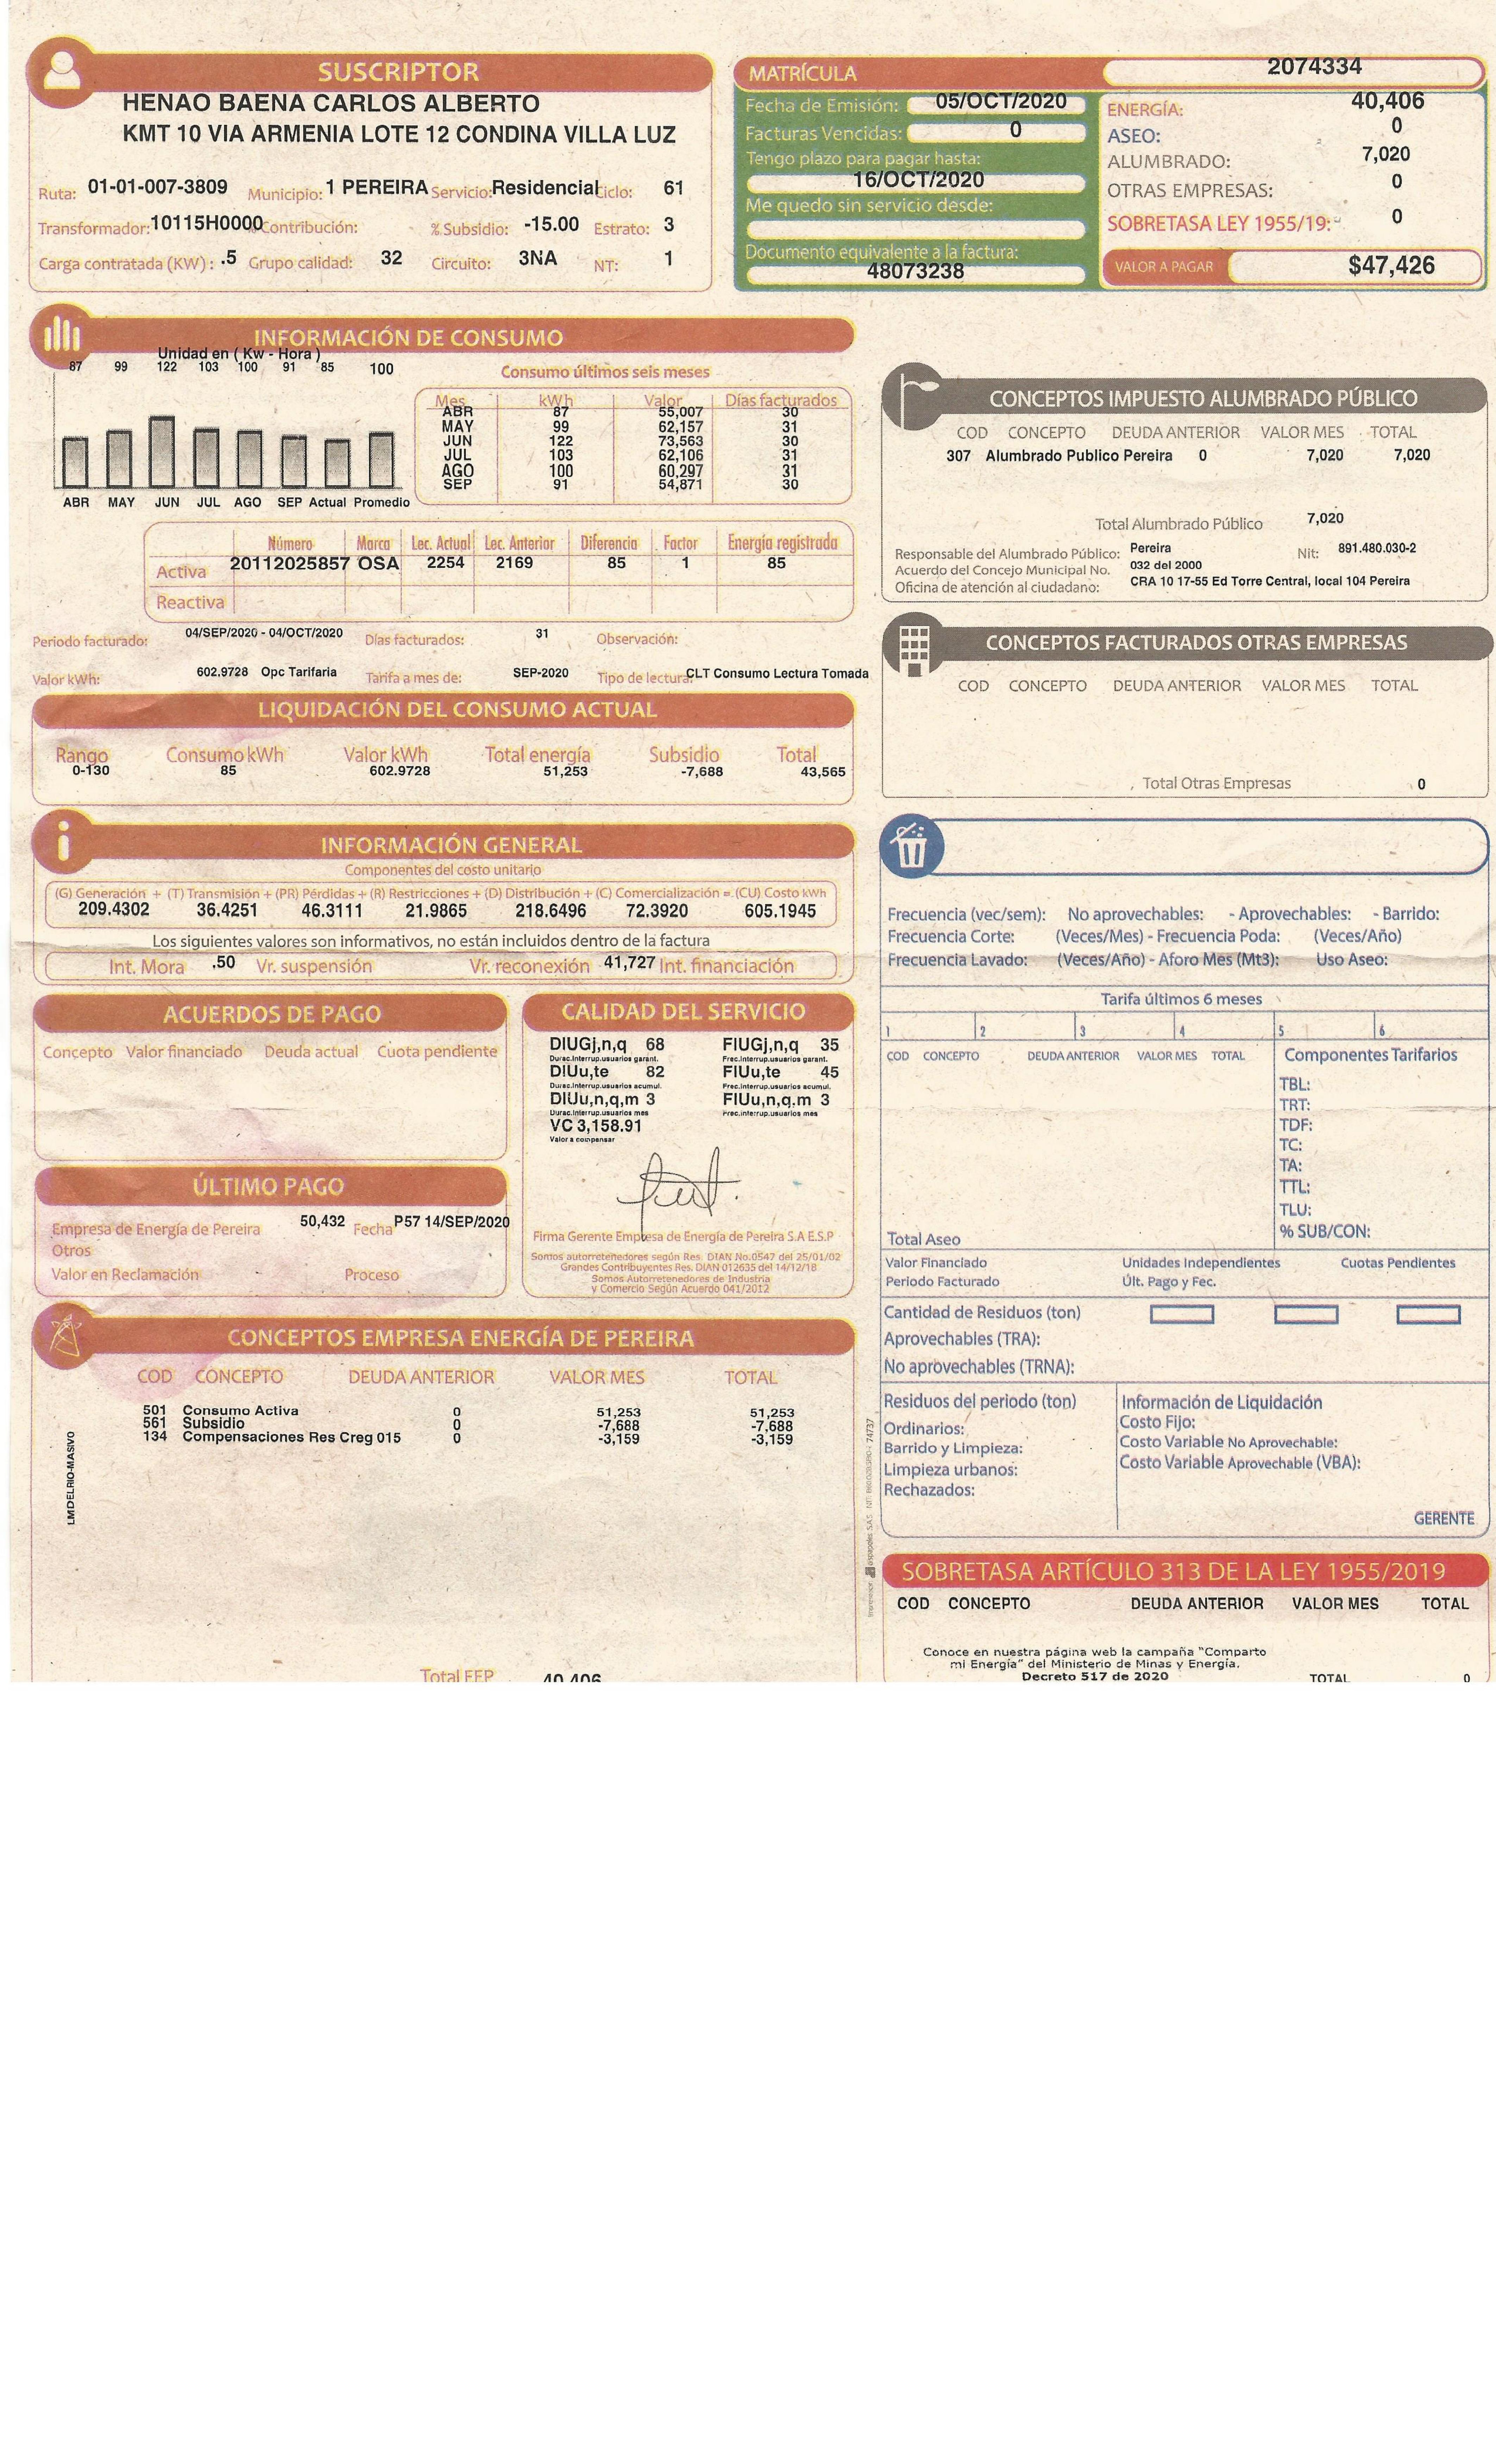 SUSCRIPTOR
HENAO BAENA CARLOS ALBERTO
KMT 10 VIA ARMENIA LOTE 12 CONDINA VILLA LUZ
Ruta: 01-01-007-3809 Municipio: 1 PEREIRA Servicio: Residencial Ciclo: 61
Transformador: 10115H0000 % Contribución: % Subsidio: -15.00 Estrato: 3
Carga contratada (KW) : .5 Grupo calidad: 32 Circuito: 3NA NT: 1
MATRÍCULA 2074334
Fecha de Emisión: 05/OCT/2020
Facturas Vencidas: 0
Tengo plazo para pagar hasta:
16/OCT/2020
Me quedo sin servicio desde:
Documento equivalente a la factura:
48073238
ENERGÍA: 40,406
ASEO: 0
ALUMBRADO: 7,020
OTRAS EMPRESAS: 0
SOBRETASA LEY 1955/19: 0
VALOR A PAGAR $47,426
INFORMACIÓN DE CONSUMO
Unidad en ( Kw - Hora )
87 99 122 103 100 91 85 100
ABR MAY JUN JUL AGO SEP Actual Promedio
Consumo últimos seis meses
Mes kWh Valor Días facturados
ABR 87 55,007 30
MAY 99 62,157 31
JUN 122 73,563 30
JUL 103 62,106 31
AGO 100 60,297 31
SEP 91 54,871 30
Número Marca Lec. Actual Lec. Anterior Diferencia Factor Energía registrada
Activa 20112025857 OSA 2254 2169 85 1 85
Reactiva
Periodo facturado: 04/SEP/2020 - 04/OCT/2020 Días facturados: 31 Observación:
Valor kWh: 602.9728 Opc Tarifaria Tarifa a mes de: SEP-2020 Tipo de lectura: CLT Consumo Lectura Tomada
LIQUIDACIÓN DEL CONSUMO ACTUAL
Rango Consumo kWh Valor kWh Total energía Subsidio Total
0-130 85 602.9728 51,253 -7,688 43,565
INFORMACIÓN GENERAL
Componentes del costo unitario
(G) Generación + (T) Transmisión + (PR) Pérdidas + (R) Restricciones + (D) Distribución + (C) Comercialización = (CU) Costo kWh
209.4302 36.4251 46.3111 21.9865 218.6496 72.3920 605.1945
Los siguientes valores son informativos, no están incluidos dentro de la factura
Int. Mora .50 Vr. suspensión Vr. reconexión 41,727 Int. financiación
ACUERDOS DE PAGO
Concepto Valor financiado Deuda actual Cuota pendiente
ÚLTIMO PAGO
Empresa de Energía de Pereira 50,432 Fecha P57 14/SEP/2020
Otros
Valor en Reclamación Proceso
CALIDAD DEL SERVICIO
DIUGj,n,q 68 FIUGj,n,q 35
Durac.Interrup.usuarios garant. Frec.Interrup.usuarios garant.
DIUu,te 82 FIUu,te 45
Durac.Interrup.usuarios acumul. Frec.Interrup.usuarios acumul.
DIUu,n,q,m 3 FIUu,n,q.m 3
Durac.Interrup.usuarios mes Frec.interrup.usuarios mes
VC 3,158.91
Valor a compensar
Firma Gerente Empresa de Energía de Pereira S.A E.S.P
Somos autorretenedores según Res. DIAN No.0547 del 25/01/02
Grandes Contribuyentes Res. DIAN 012635 del 14/12/18
Somos Autorretenedores de Industria
y Comercio Según Acuerdo 041/2012
CONCEPTOS EMPRESA ENERGÍA DE PEREIRA
COD CONCEPTO DEUDA ANTERIOR VALOR MES TOTAL
501 Consumo Activa 0 51,253 51,253
561 Subsidio 0 -7,688 -7,688
134 Compensaciones Res Creg 015 0 -3,159 -3,159
LMDELRIO-MASIVO
Total EEP 40,406
CONCEPTOS IMPUESTO ALUMBRADO PÚBLICO
COD CONCEPTO DEUDA ANTERIOR VALOR MES TOTAL
307 Alumbrado Publico Pereira 0 7,020 7,020
Total Alumbrado Público 7,020
Responsable del Alumbrado Público: Pereira Nit: 891.480.030-2
Acuerdo del Concejo Municipal No. 032 del 2000
Oficina de atención al ciudadano: CRA 10 17-55 Ed Torre Central, local 104 Pereira
CONCEPTOS FACTURADOS OTRAS EMPRESAS
COD CONCEPTO DEUDA ANTERIOR VALOR MES TOTAL
Total Otras Empresas 0
Frecuencia (vec/sem): No aprovechables: - Aprovechables: - Barrido:
Frecuencia Corte: (Veces/Mes) - Frecuencia Poda: (Veces/Año)
Frecuencia Lavado: (Veces/Año) - Aforo Mes (Mt3): Uso Aseo:
Tarifa últimos 6 meses
1 2 3 4 5 6
COD CONCEPTO DEUDA ANTERIOR VALOR MES TOTAL Componentes Tarifarios
TBL:
TRT:
TDF:
TC:
TA:
TTL:
TLU:
Total Aseo % SUB/CON:
Valor Financiado Unidades Independientes Cuotas Pendientes
Periodo Facturado Últ. Pago y Fec.
Cantidad de Residuos (ton)
Aprovechables (TRA):
No aprovechables (TRNA):
Residuos del periodo (ton)
Ordinarios:
Barrido y Limpieza:
Limpieza urbanos:
Rechazados:
Información de Liquidación
Costo Fijo:
Costo Variable No Aprovechable:
Costo Variable Aprovechable (VBA):
GERENTE
SOBRETASA ARTÍCULO 313 DE LA LEY 1955/2019
COD CONCEPTO DEUDA ANTERIOR VALOR MES TOTAL
Conoce en nuestra página web la campaña “Comparto
mi Energía” del Ministerio de Minas y Energía.
Decreto 517 de 2020
TOTAL 0